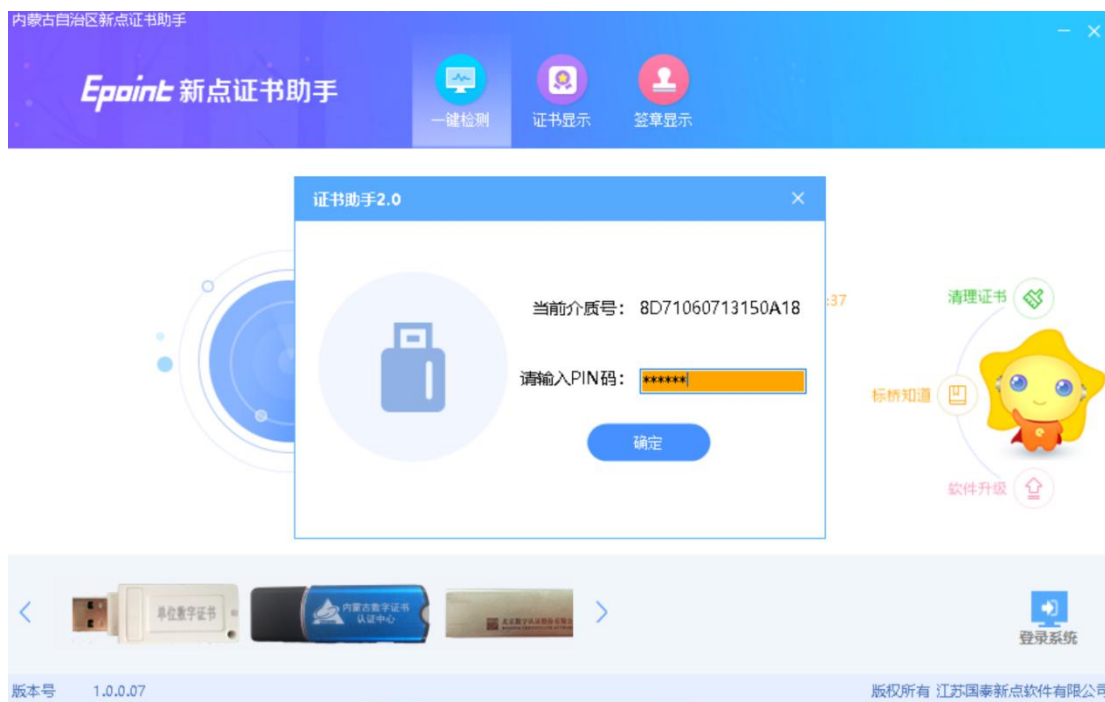 内蒙古自治区新点证书助手
Epoint 新点证书助手
一键检测
证书显示
签章显示
证书助手2.0
当前介质号： 8D71060713150A18
:37
请输入PIN码： ******
确定
清理证书
标桥知道
软件升级
单位数字证书
内蒙古数字证书
认证中心
登录系统
版本号 1.0.0.07
版权所有 江苏国泰新点软件有限公司